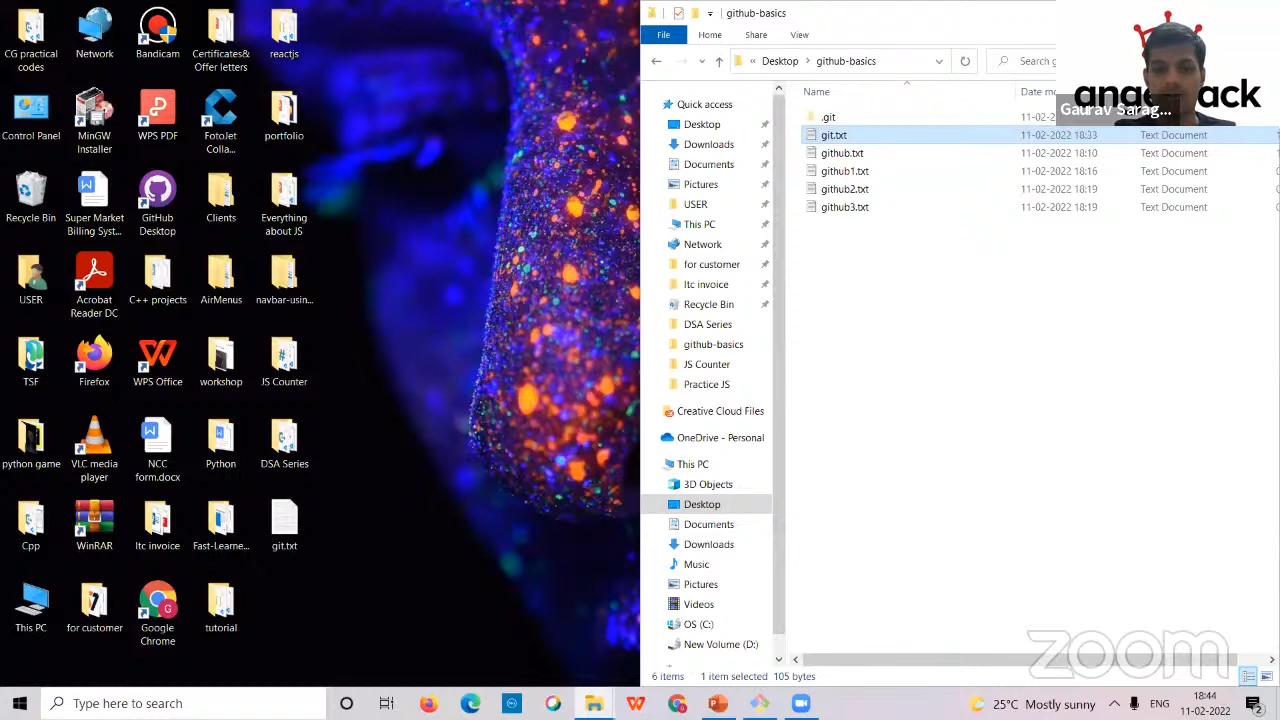 CG practical
codes
Network
Bandicam
Certificates&
Offer letters
reactjs
Control Panel
MinGW
Installer
WPS PDF
FotoJet
Colla...
portfolio
Recycle Bin
Super Market
Billing Syst...
GitHub
Desktop
Clients
Everything
about JS
USER
Acrobat
Reader DC
C++ projects
AirMenus
navbar-usin...
TSF
Firefox
WPS Office
workshop
JS Counter
python game
VLC media
player
NCC
form.docx
Python
DSA Series
Cpp
WinRAR
ltc invoice
Fast-Learne...
git.txt
This PC
for customer
Google
Chrome
tutorial
github-basics
File Home Share View
« Desktop › github-basics
Search g
Quick access
Desktop
Downloads
Documents
Pictures
USER
This PC
Network
for customer
ltc invoice
Recycle Bin
DSA Series
github-basics
JS Counter
Practice JS
Creative Cloud Files
OneDrive - Personal
This PC
3D Objects
Desktop
Documents
Downloads
Music
Pictures
Videos
OS (C:)
New Volume (D:)
Name Date mo
.git 11-02-2
git.txt 11-02-2022 18:33 Text Document
github.txt 11-02-2022 18:10 Text Document
github1.txt 11-02-2022 18:16 Text Document
github2.txt 11-02-2022 18:19 Text Document
github3.txt 11-02-2022 18:19 Text Document
6 items 1 item selected 105 bytes
Gaurav Sarag...
zoom
Type here to search
25°C Mostly sunny
ENG
18:44
11-02-2022
2